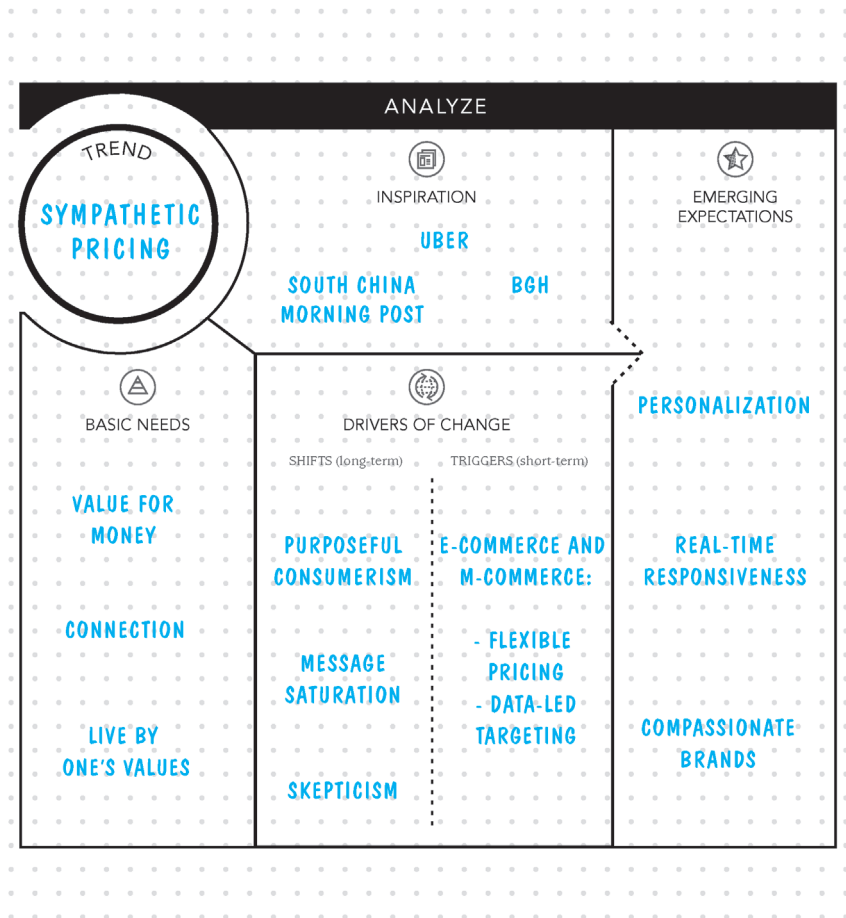 ANALYZE
TREND
SYMPATHETIC
PRICING
INSPIRATION
UBER
SOUTH CHINA
MORNING POST
BGH
EMERGING
EXPECTATIONS
PERSONALIZATION
REAL-TIME
RESPONSIVENESS
COMPASSIONATE
BRANDS
BASIC NEEDS
VALUE FOR
MONEY
CONNECTION
LIVE BY
ONE'S VALUES
DRIVERS OF CHANGE
SHIFTS (long-term)
PURPOSEFUL
CONSUMERISM
MESSAGE
SATURATION
SKEPTICISM
TRIGGERS (short-term)
E-COMMERCE AND
M-COMMERCE:
- FLEXIBLE
PRICING
- DATA-LED
TARGETING